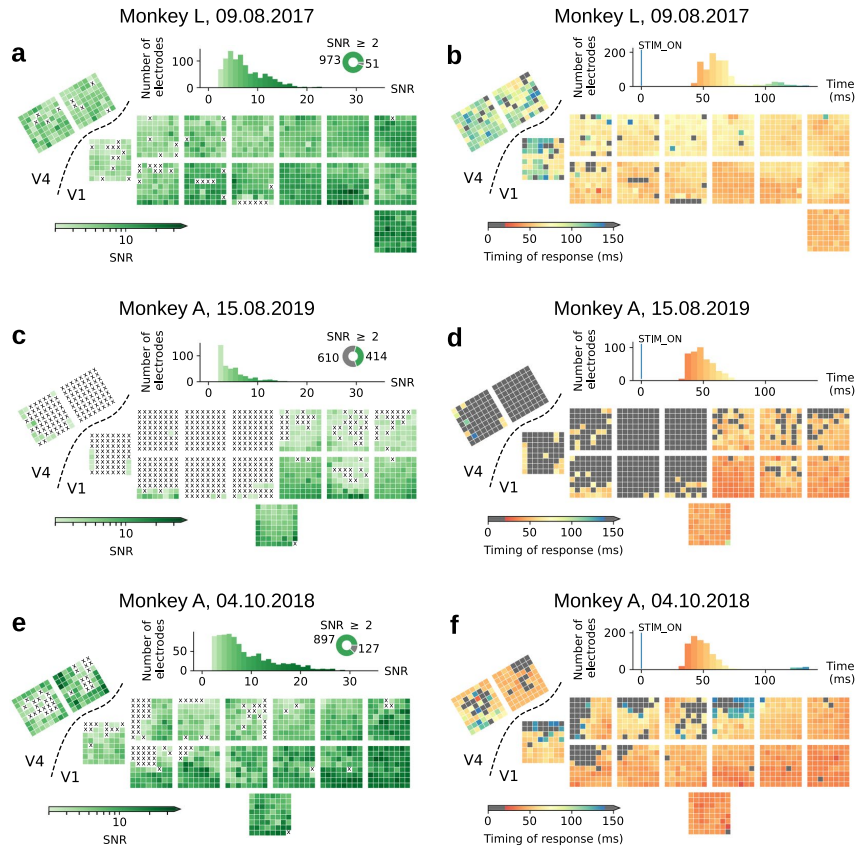 Monkey L, 09.08.2017
Monkey L, 09.08.2017
a
Number of
electrodes
100
0
0
10
20
30
SNR
SNR ≥ 2
973
51
V4
V1
10
SNR
b
Number of
electrodes
200
0
STIM_ON
0
50
100
Time
(ms)
V4
V1
0
50
100
150
Timing of response (ms)
Monkey A, 15.08.2019
Monkey A, 15.08.2019
c
Number of
electrodes
100
0
0
10
20
30
SNR
SNR ≥ 2
610
414
V4
V1
10
SNR
d
Number of
electrodes
100
0
STIM_ON
0
50
100
Time
(ms)
V4
V1
0
50
100
150
Timing of response (ms)
Monkey A, 04.10.2018
Monkey A, 04.10.2018
e
Number of
electrodes
50
0
0
10
20
30
SNR
SNR ≥ 2
897
127
V4
V1
10
SNR
f
Number of
electrodes
200
0
STIM_ON
0
50
100
Time
(ms)
V4
V1
0
50
100
150
Timing of response (ms)